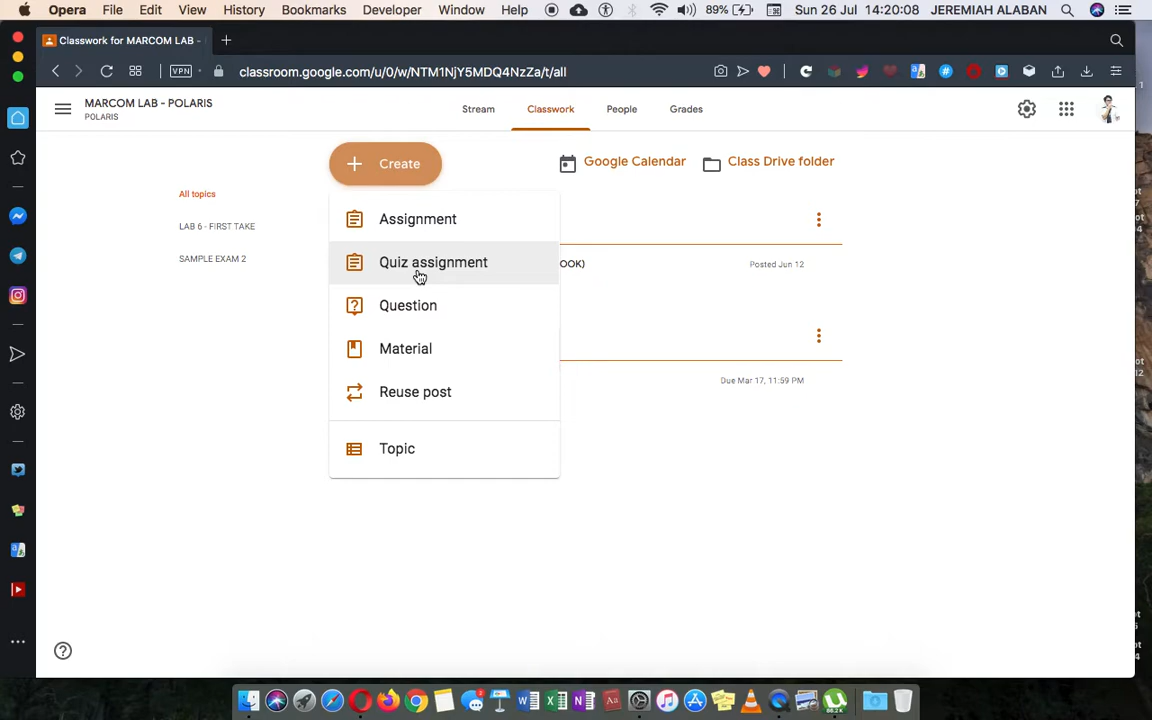 Opera File Edit View History Bookmarks Developer Window Help 89% Sun 26 Jul 14:20:08 JEREMIAH ALABAN
Classwork for MARCOM LAB -
VPN classroom.google.com/u/0/w/NTM1NjY5MDQ4NzZa/t/all
MARCOM LAB - POLARIS
POLARIS
Stream Classwork People Grades
Create
Google Calendar Class Drive folder
All topics
LAB 6 - FIRST TAKE
SAMPLE EXAM 2
Assignment
Quiz assignment
Question
Material
Reuse post
Topic
OOK) Posted Jun 12
Due Mar 17, 11:59 PM